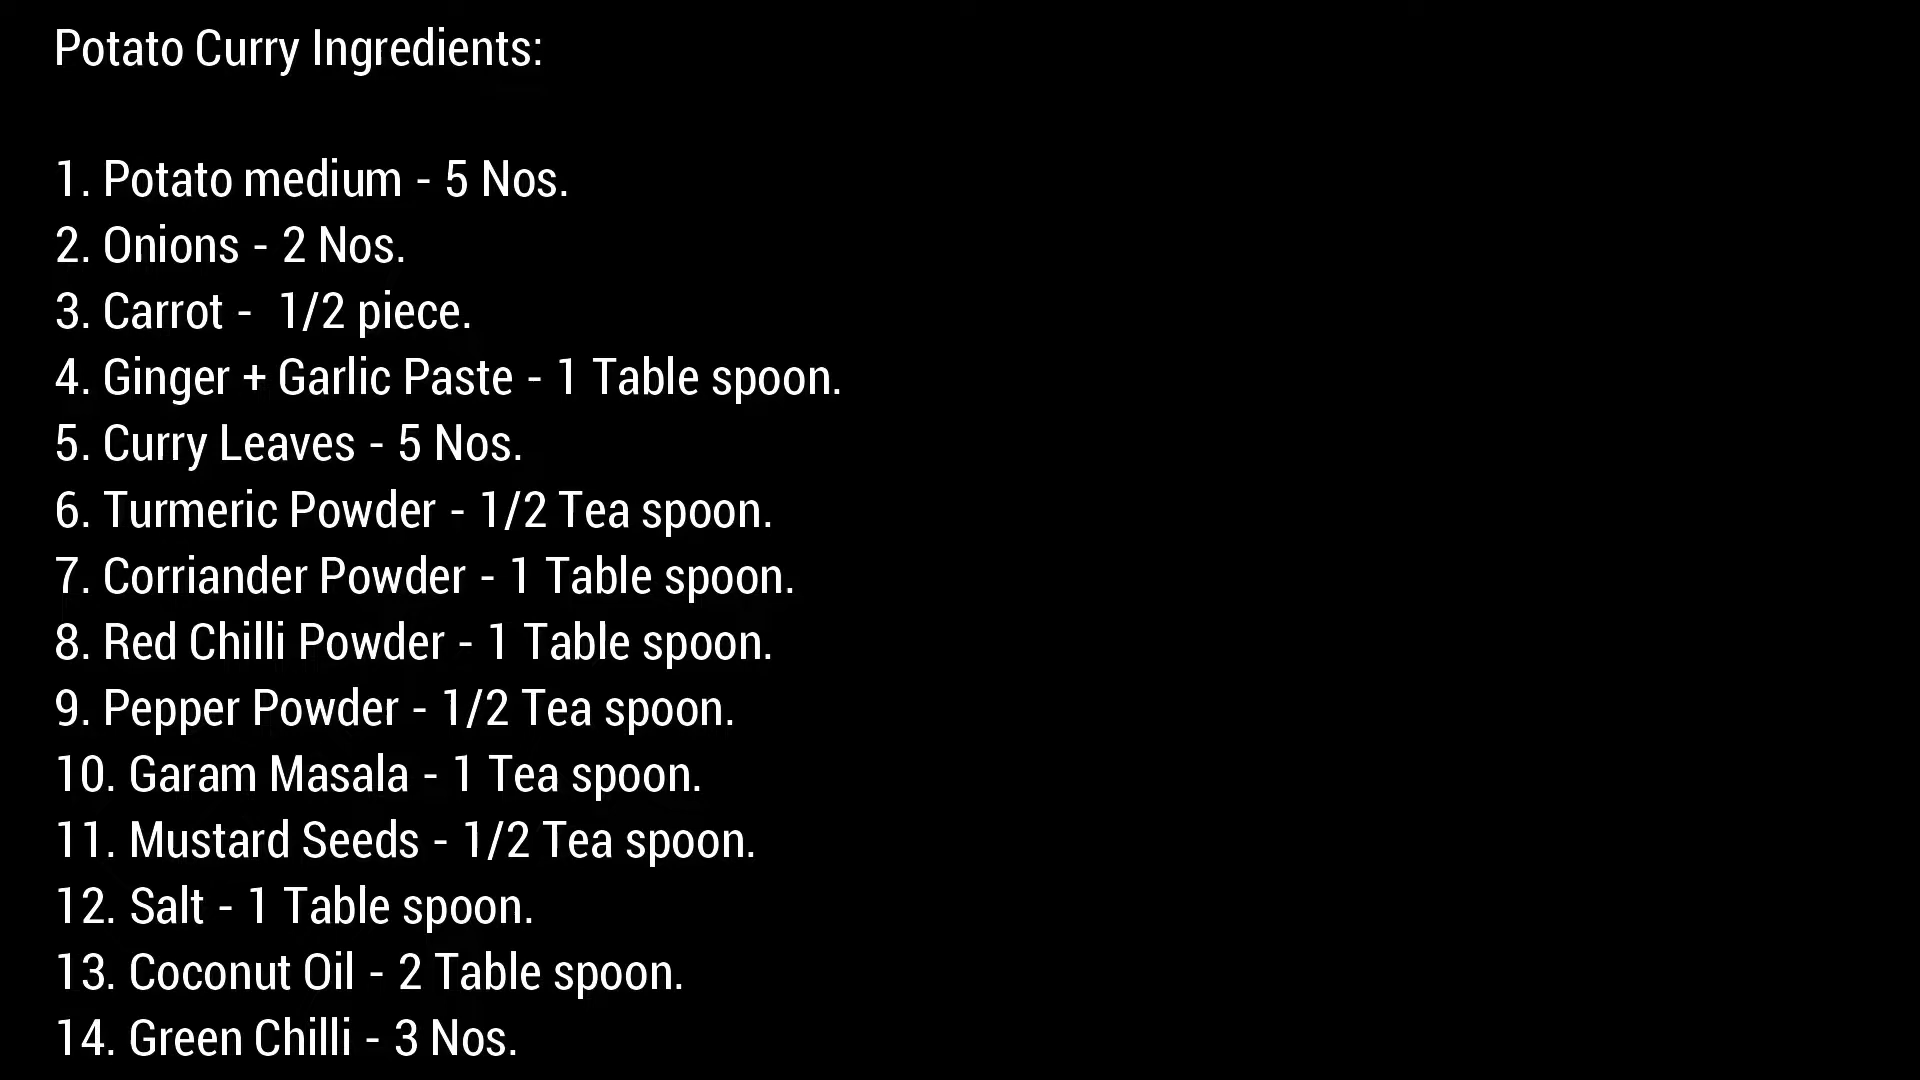 Potato Curry Ingredients:
1. Potato medium - 5 Nos.
2. Onions - 2 Nos.
3. Carrot -  1/2 piece.
4. Ginger + Garlic Paste - 1 Table spoon.
5. Curry Leaves - 5 Nos.
6. Turmeric Powder - 1/2 Tea spoon.
7. Corriander Powder - 1 Table spoon.
8. Red Chilli Powder - 1 Table spoon.
9. Pepper Powder - 1/2 Tea spoon.
10. Garam Masala - 1 Tea spoon.
11. Mustard Seeds - 1/2 Tea spoon.
12. Salt - 1 Table spoon.
13. Coconut Oil - 2 Table spoon.
14. Green Chilli - 3 Nos.